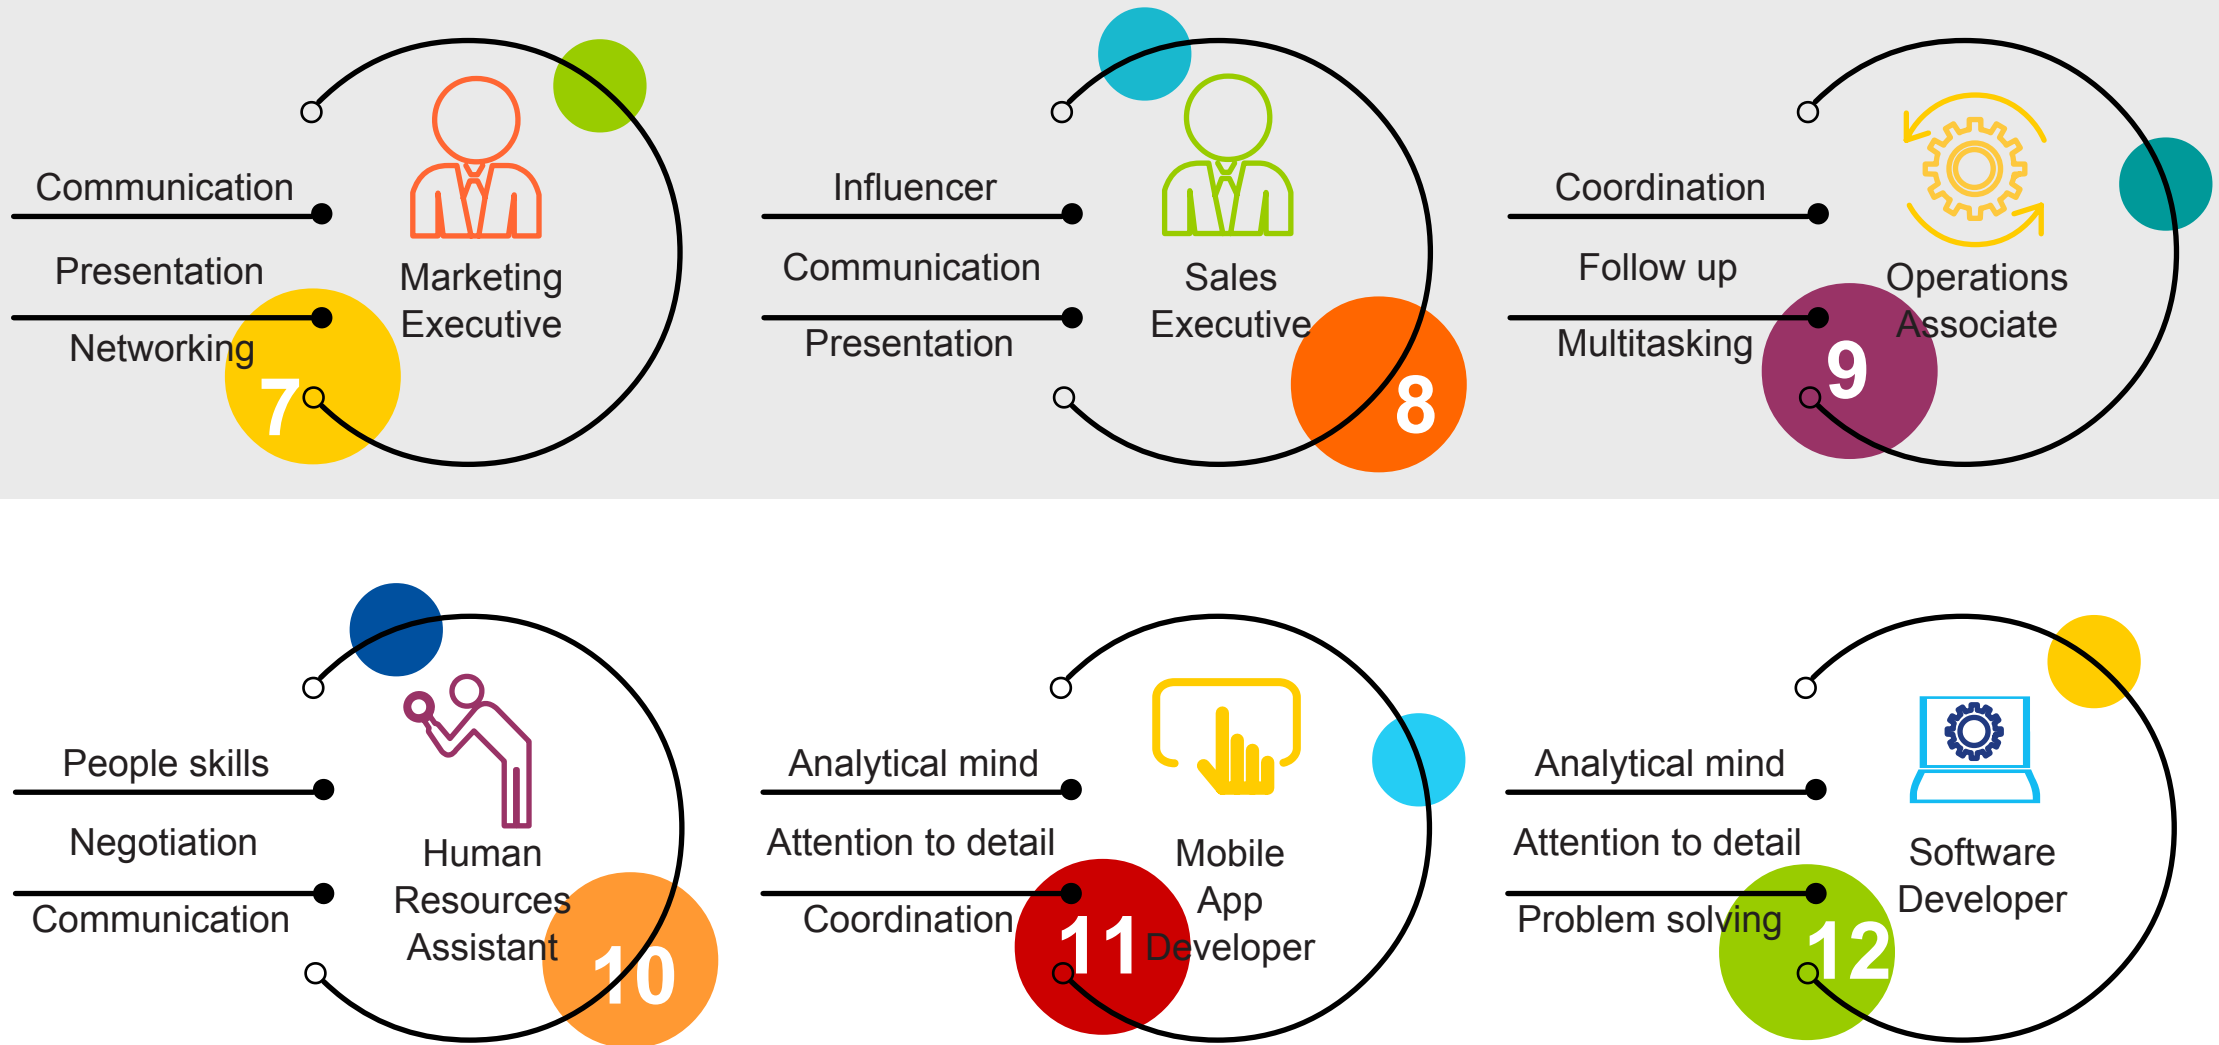 Communication
Presentation
Networking
7
Marketing
Executive
Influencer
Communication
Presentation
Sales
Executive
8
Coordination
Follow up
Multitasking
9
Operations
Associate
People skills
Negotiation
Communication
Human
Resources
Assistant
10
Analytical mind
Attention to detail
Coordination
11
Mobile
App
Developer
Analytical mind
Attention to detail
Problem solving
12
Software
Developer